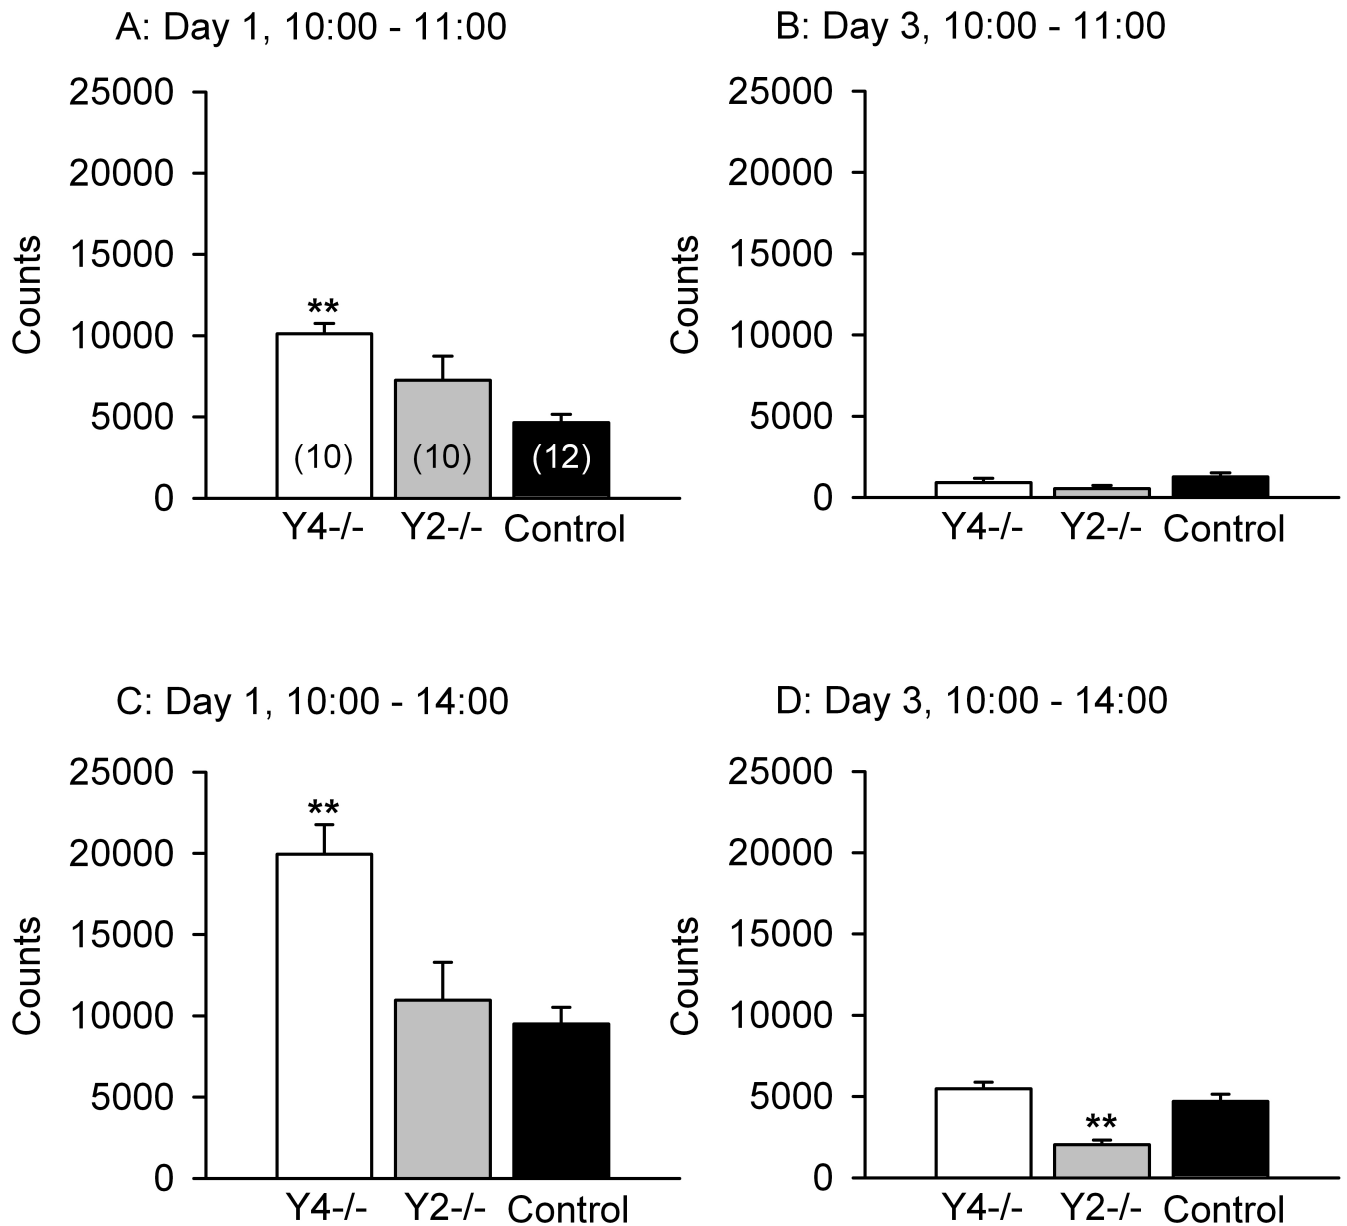 A: Day 1, 10:00 - 11:00
25000
20000
15000
10000
5000
0
Counts
**
(10)
(10)
(12)
Y4-/-
Y2-/-
Control
B: Day 3, 10:00 - 11:00
25000
20000
15000
10000
5000
0
Counts
Y4-/-
Y2-/-
Control
C: Day 1, 10:00 - 14:00
25000
20000
15000
10000
5000
0
Counts
**
Y4-/-
Y2-/-
Control
D: Day 3, 10:00 - 14:00
25000
20000
15000
10000
5000
0
Counts
**
Y4-/-
Y2-/-
Control